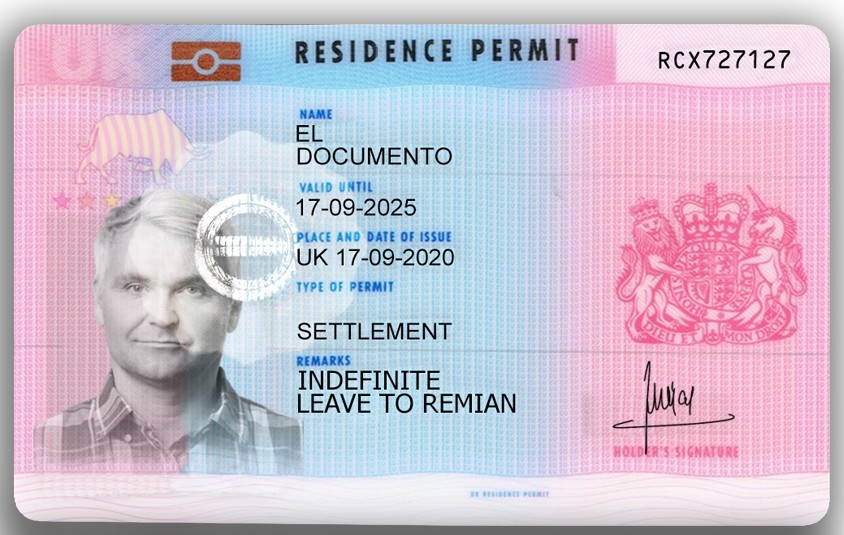 RESIDENCE PERMIT
RCX727127
NAME
EL
DOCUMENTO
VALID UNTIL
17-09-2025
PLACE AND DATE OF ISSUE
UK 17-09-2020
TYPE OF PERMIT
SETTLEMENT
REMARKS
INDEFINITE
LEAVE TO REMIAN
DIEU ET MON DROIT
HOLDER'S SIGNATURE
UK RESIDENCE PERMIT